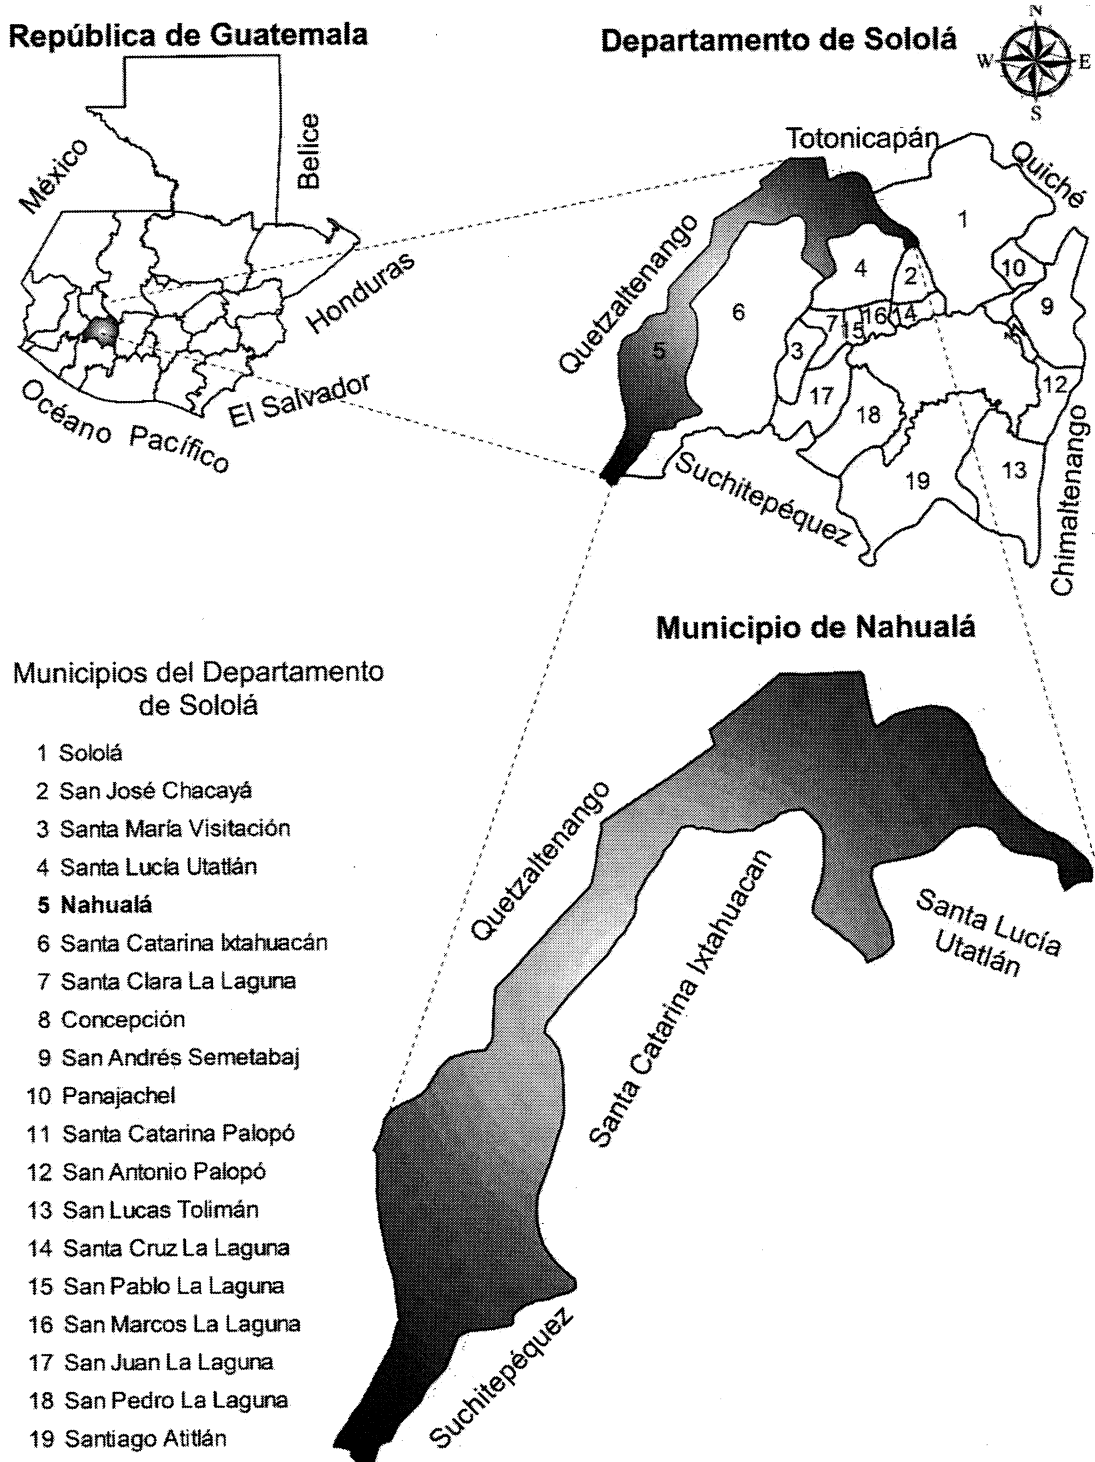 República de Guatemala
México
Belice
Honduras
El Salvador
Océano Pacífico
Departamento de Sololá
N
W
E
S
Totonicapán
Quiché
Quetzaltenango
Suchitepéquez
Chimaltenango
1
10
9
4
2
6
5
7
15
16
14
3
17
18
12
19
13
Municipio de Nahualá
Quetzaltenango
Santa Catarina Ixtahuacan
Santa Lucía
Utatlán
Suchitepéquez
Municipios del Departamento
de Sololá
1 Sololá
2 San José Chacayá
3 Santa María Visitación
4 Santa Lucía Utatlán
5 Nahualá
6 Santa Catarina Ixtahuacán
7 Santa Clara La Laguna
8 Concepción
9 San Andrés Semetabaj
10 Panajachel
11 Santa Catarina Palopó
12 San Antonio Palopó
13 San Lucas Tolimán
14 Santa Cruz La Laguna
15 San Pablo La Laguna
16 San Marcos La Laguna
17 San Juan La Laguna
18 San Pedro La Laguna
19 Santiago Atitlán